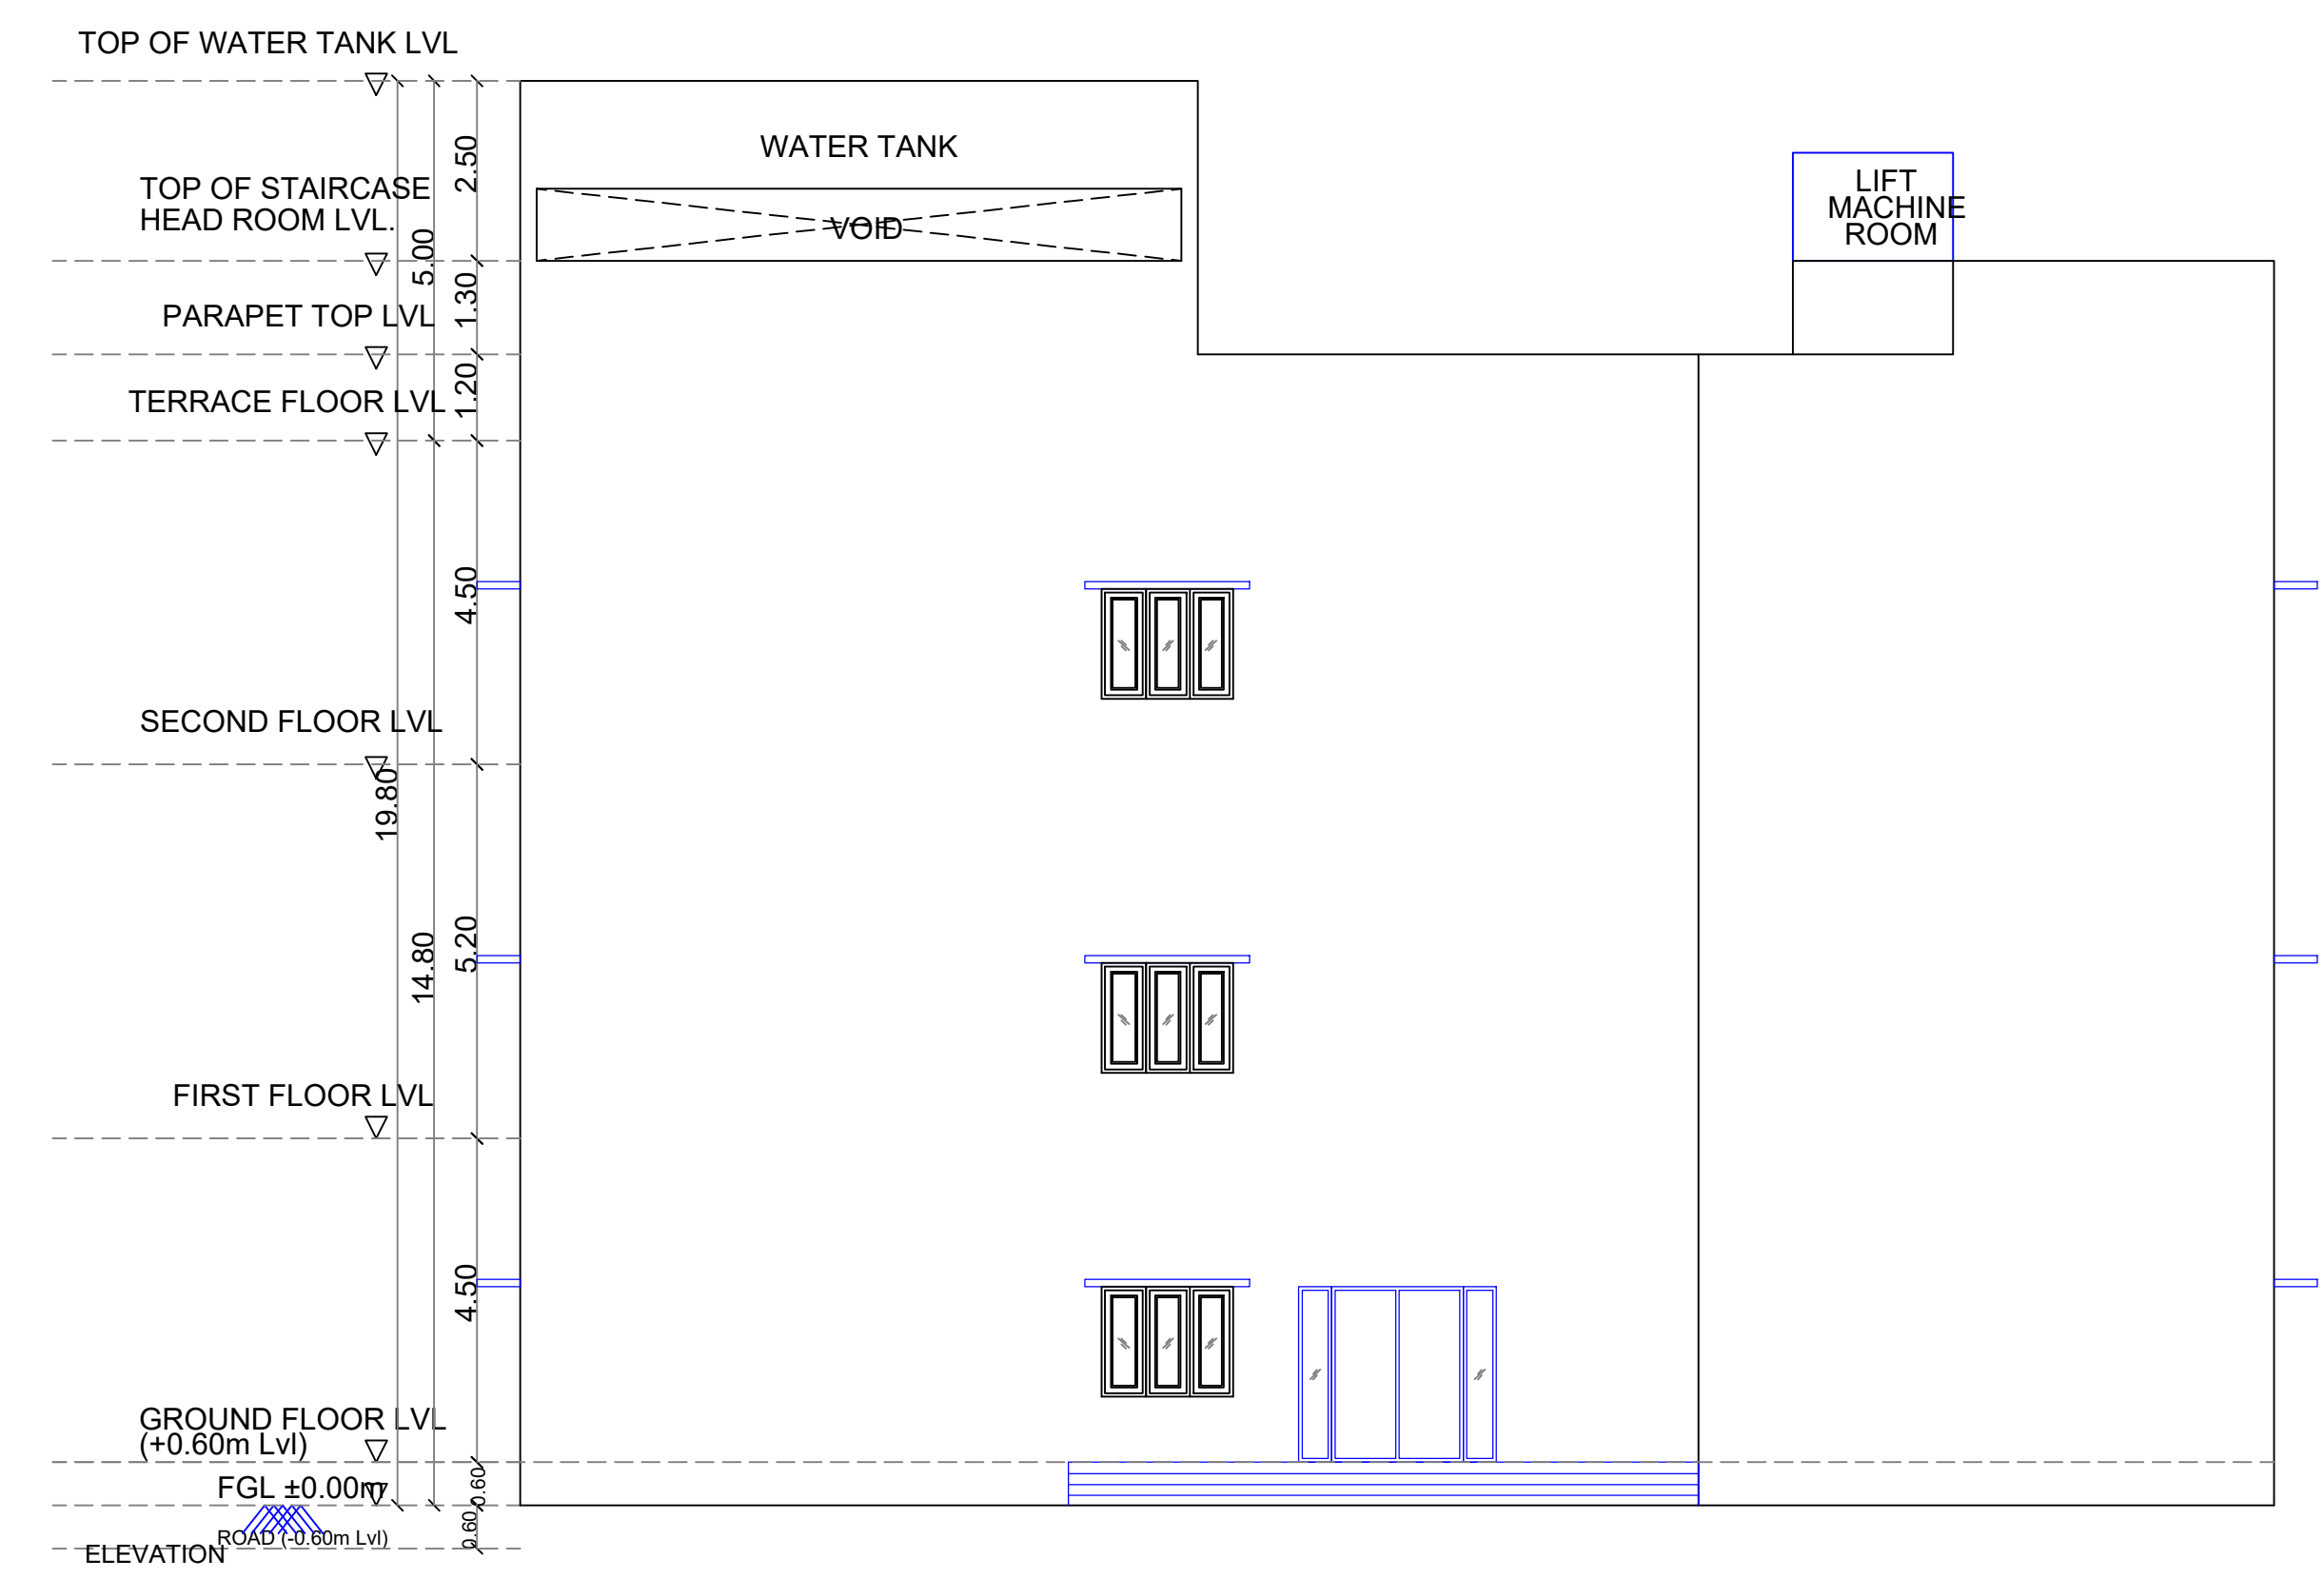 TOP OF WATER TANK LVL
WATER TANK
2.50
TOP OF STAIRCASE
HEAD ROOM LVL.
VOID
LIFT
MACHINE
ROOM
5.00
1.30
PARAPET TOP LVL
1.20
TERRACE FLOOR LVL
4.50
SECOND FLOOR LVL
19.80
5.20
14.80
FIRST FLOOR LVL
4.50
GROUND FLOOR LVL
(+0.60m Lvl)
0.60
FGL ±0.00m
0.60
ROAD (-0.60m Lvl)
ELEVATION